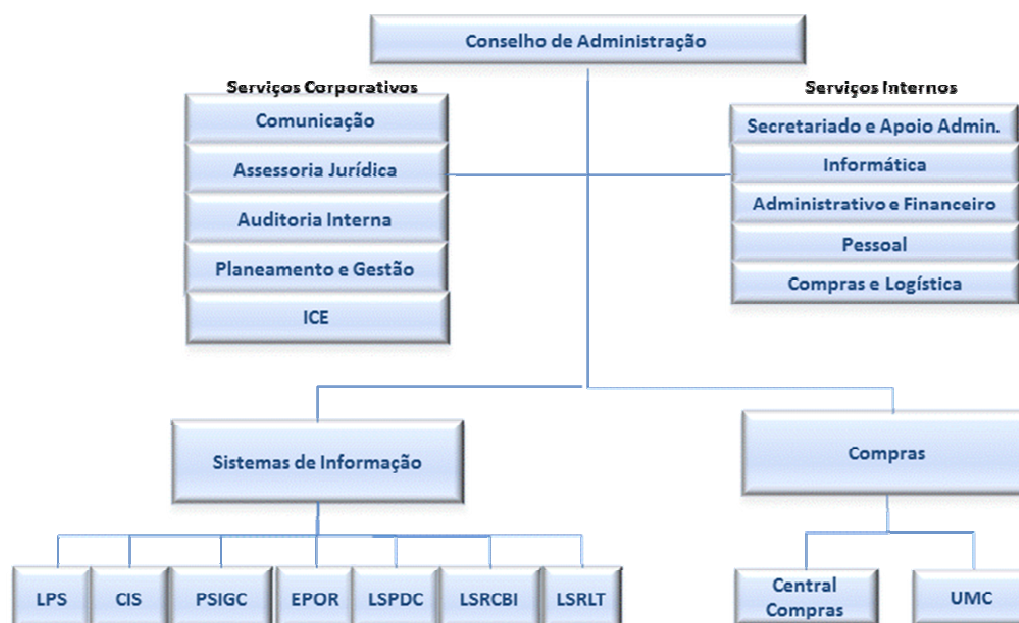 Conselho de Administração
Serviços Corporativos
Comunicação
Assessoria Jurídica
Auditoria Interna
Planeamento e Gestão
ICE
Serviços Internos
Secretariado e Apoio Admin.
Informática
Administrativo e Financeiro
Pessoal
Compras e Logística
Sistemas de Informação
Compras
LPS
CIS
PSIGC
EPOR
LSPDC
LSRCBI
LSRLT
Central
Compras
UMC